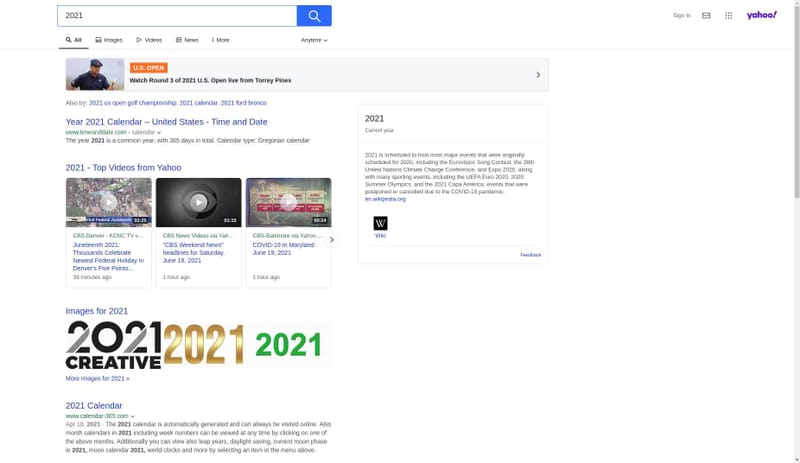 2021
Sign In
yahoo!
All
Images
Videos
News
More
Anytime
U.S. OPEN
Watch Round 3 of 2021 U.S. Open live from Torrey Pines
Also try: 2021 us open golf championship, 2021 calendar, 2021 ford bronco
Year 2021 Calendar – United States - Time and Date
www.timeanddate.com › calendar
The year 2021 is a common year, with 365 days in total. Calendar type: Gregorian calendar
2021 - Top Videos from Yahoo
First Federal Juneteenth
02:25
01:35
00:34
CBS Denver - KCNC TV v...
Juneteenth 2021:
Thousands Celebrate
Newest Federal Holiday In
Denver's Five Points...
39 minutes ago
CBS News Videos via Yah...
"CBS Weekend News"
headlines for Saturday,
June 19, 2021
1 hour ago
CBS-Baltimore via Yahoo ...
COVID-19 In Maryland:
June 19, 2021
1 hour ago
Images for 2021
2021
CREATIVE
2021
2021
More Images for 2021 »
2021 Calendar
www.calendar-365.com
Apr 18, 2021 · The 2021 calendar is automatically generated and can always be visited online. Also
month calendars in 2021 including week numbers can be viewed at any time by clicking on one of
the above months. Additionally you can view also leap years, daylight saving, current moon phase
in 2021, moon calendar 2021, world clocks and more by selecting an item in the menu above.
2021
Current year
2021 is scheduled to host most major events that were originally
scheduled for 2020, including the Eurovision Song Contest, the 26th
United Nations Climate Change Conference, and Expo 2020, along
with many sporting events, including the UEFA Euro 2020, 2020
Summer Olympics, and the 2021 Copa América, events that were
postponed or cancelled due to the COVID-19 pandemic.
en.wikipedia.org
W
Wiki
Feedback